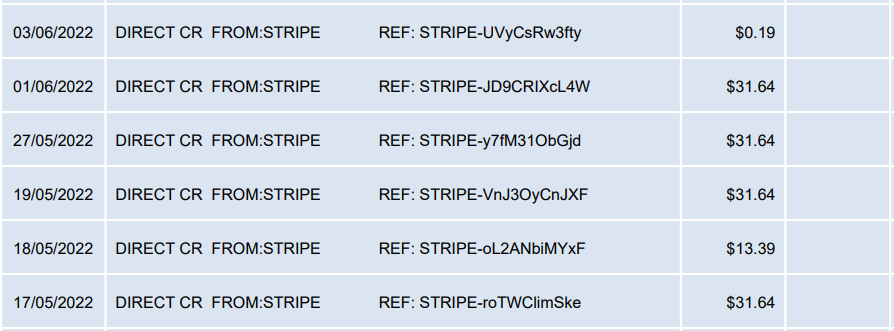 03/06/2022 DIRECT CR FROM:STRIPE REF: STRIPE-UVyCsRw3fty $0.19
01/06/2022 DIRECT CR FROM:STRIPE REF: STRIPE-JD9CRIXcL4W $31.64
27/05/2022 DIRECT CR FROM:STRIPE REF: STRIPE-y7fM31ObGjd $31.64
19/05/2022 DIRECT CR FROM:STRIPE REF: STRIPE-VnJ3OyCnJXF $31.64
18/05/2022 DIRECT CR FROM:STRIPE REF: STRIPE-oL2ANbiMYxF $13.39
17/05/2022 DIRECT CR FROM:STRIPE REF: STRIPE-roTWClimSke $31.64